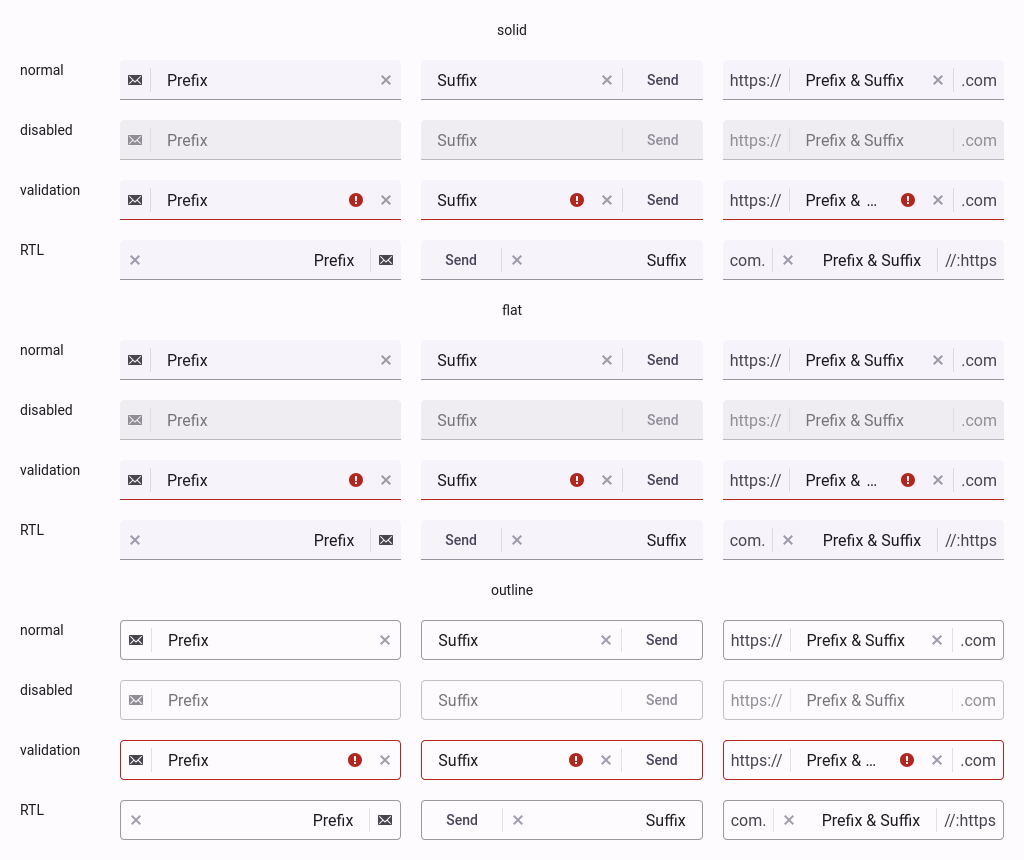 solid
normal Prefix Suffix Send https:// Prefix & Suffix .com
disabled Prefix Suffix Send https:// Prefix & Suffix .com
validation Prefix Suffix Send https:// Prefix & ... .com
RTL Prefix Send Suffix com. Prefix & Suffix //:https
flat
normal Prefix Suffix Send https:// Prefix & Suffix .com
disabled Prefix Suffix Send https:// Prefix & Suffix .com
validation Prefix Suffix Send https:// Prefix & ... .com
RTL Prefix Send Suffix com. Prefix & Suffix //:https
outline
normal Prefix Suffix Send https:// Prefix & Suffix .com
disabled Prefix Suffix Send https:// Prefix & Suffix .com
validation Prefix Suffix Send https:// Prefix & ... .com
RTL Prefix Send Suffix com. Prefix & Suffix //:https